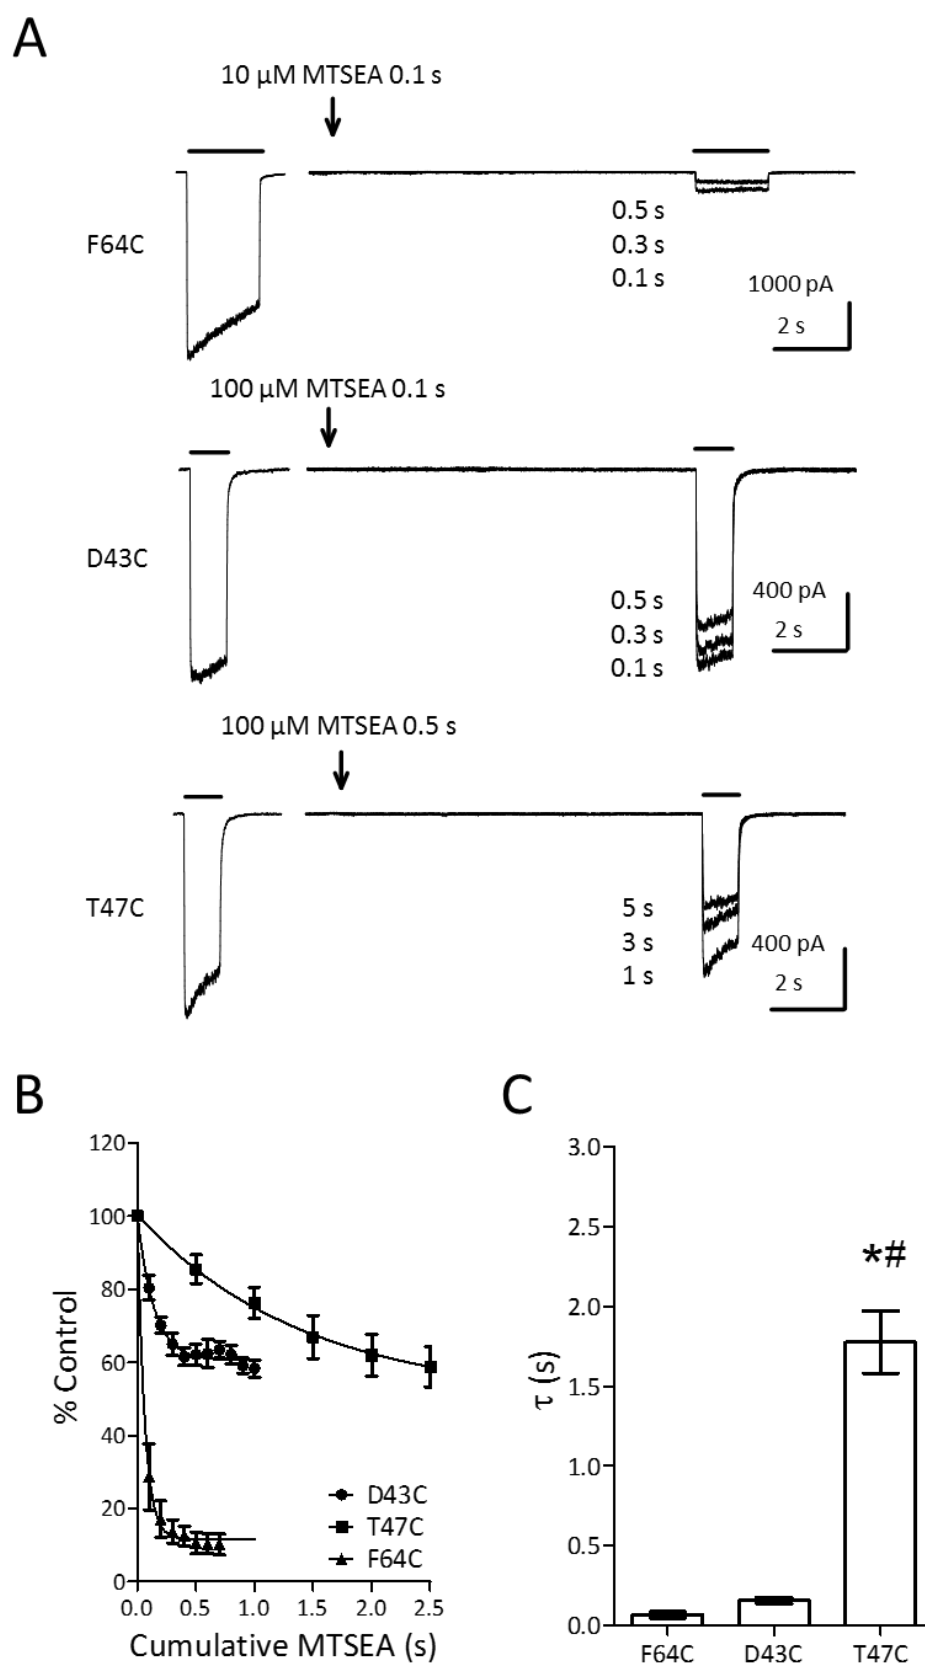 A
10 µM MTSEA 0.1 s
F64C
0.5 s
0.3 s
0.1 s
1000 pA
2 s
100 µM MTSEA 0.1 s
D43C
0.5 s
0.3 s
0.1 s
400 pA
2 s
100 µM MTSEA 0.5 s
T47C
5 s
3 s
1 s
400 pA
2 s
B
120
100
80
60
40
20
0
% Control
0.0 0.5 1.0 1.5 2.0 2.5
Cumulative MTSEA (s)
D43C
T47C
F64C
C
3.0
2.5
2.0
1.5
1.0
0.5
0.0
τ (s)
*#
F64C D43C T47C